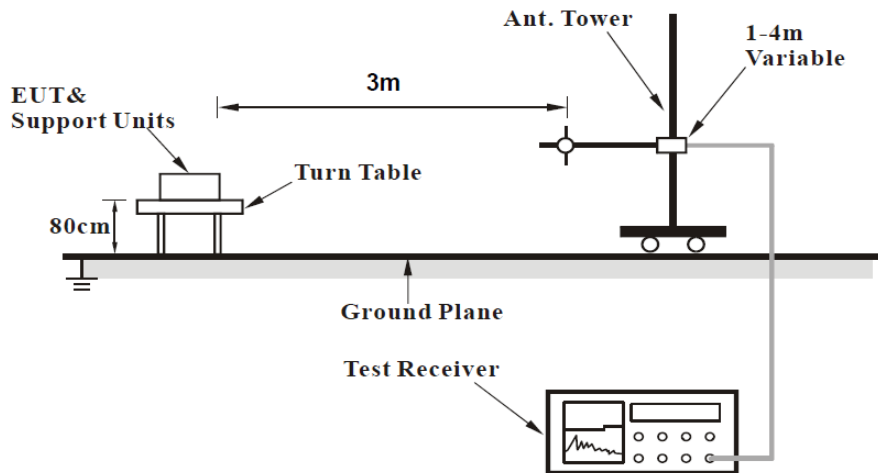 Ant. Tower
1-4m
Variable
3m
EUT&
Support Units
Turn Table
80cm
Ground Plane
Test Receiver